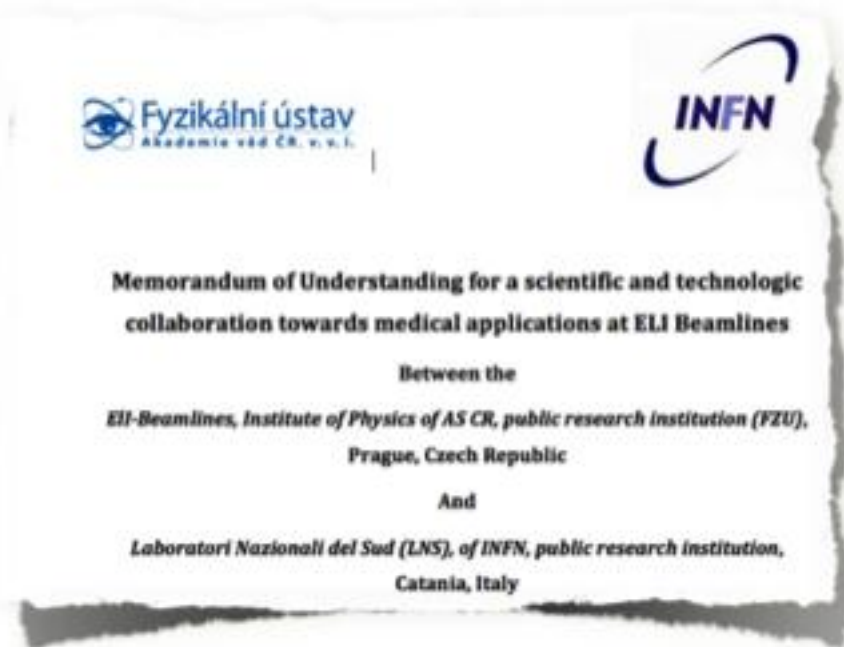 Fyzikální ústav
Akademie věd ČR, v. v. i.
INFN
Memorandum of Understanding for a scientific and technologic
collaboration towards medical applications at ELI Beamlines
Between the
ElI-Beamlines, Institute of Physics of AS CR, public research institution (FZU),
Prague, Czech Republic
And
Laboratori Nazionali del Sud (LNS), of INFN, public research institution,
Catania, Italy